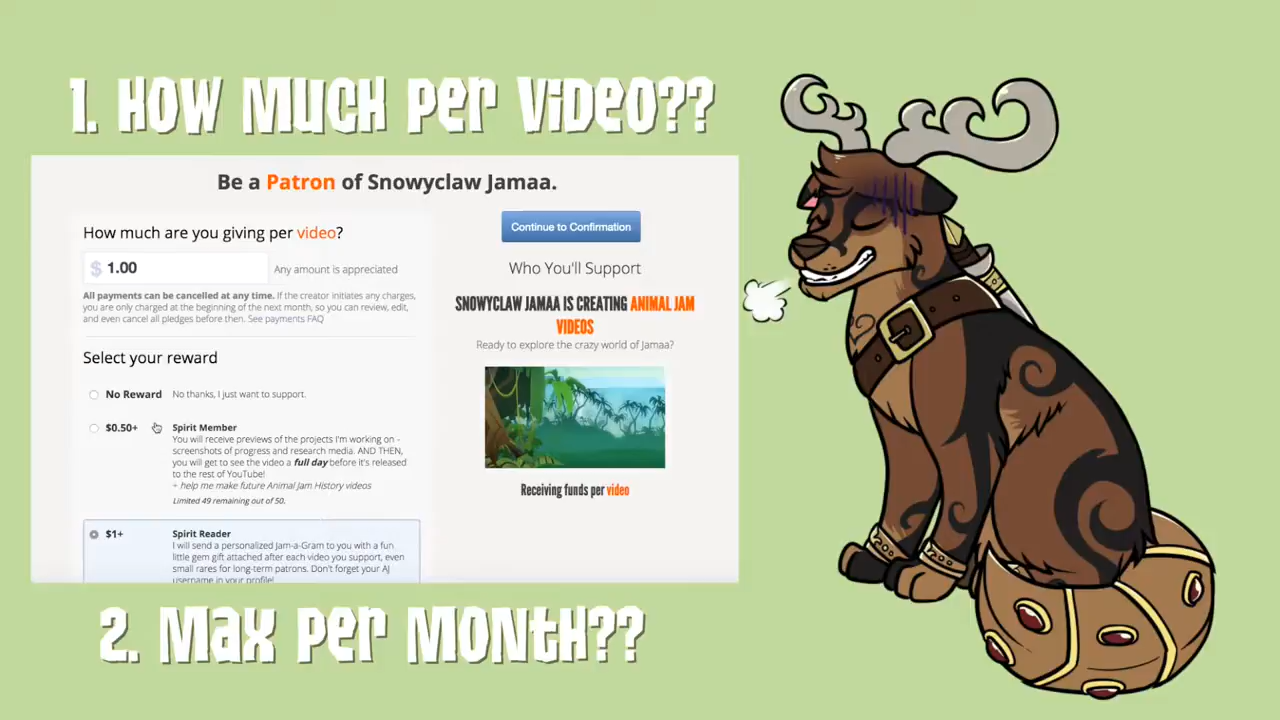 1. How Much per Video??
Be a Patron of Snowyclaw Jamaa.
How much are you giving per video?
$ 1.00
Any amount is appreciated
All payments can be cancelled at any time. If the creator initiates any charges,
you are only charged at the beginning of the next month, so you can review, edit,
and even cancel all pledges before then. See payments FAQ
Select your reward
No Reward No thanks, I just want to support.
$0.50+ Spirit Member
You will receive previews of the projects I'm working on -
screenshots of progress and research media. AND THEN,
you will get to see the video a full day before it's released
to the rest of YouTube!
+ help me make future Animal Jam History videos
Limited 49 remaining out of 50.
$1+ Spirit Reader
I will send a personalized Jam-a-Gram to you with a fun
little gem gift attached after each video you support, even
small rares for long-term patrons. Don't forget your AJ
username in your profile!
Continue to Confirmation
Who You'll Support
SNOWYCLAW JAMAA IS CREATING ANIMAL JAM
VIDEOS
Ready to explore the crazy world of Jamaa?
Receiving funds per video
2. Max per Month??